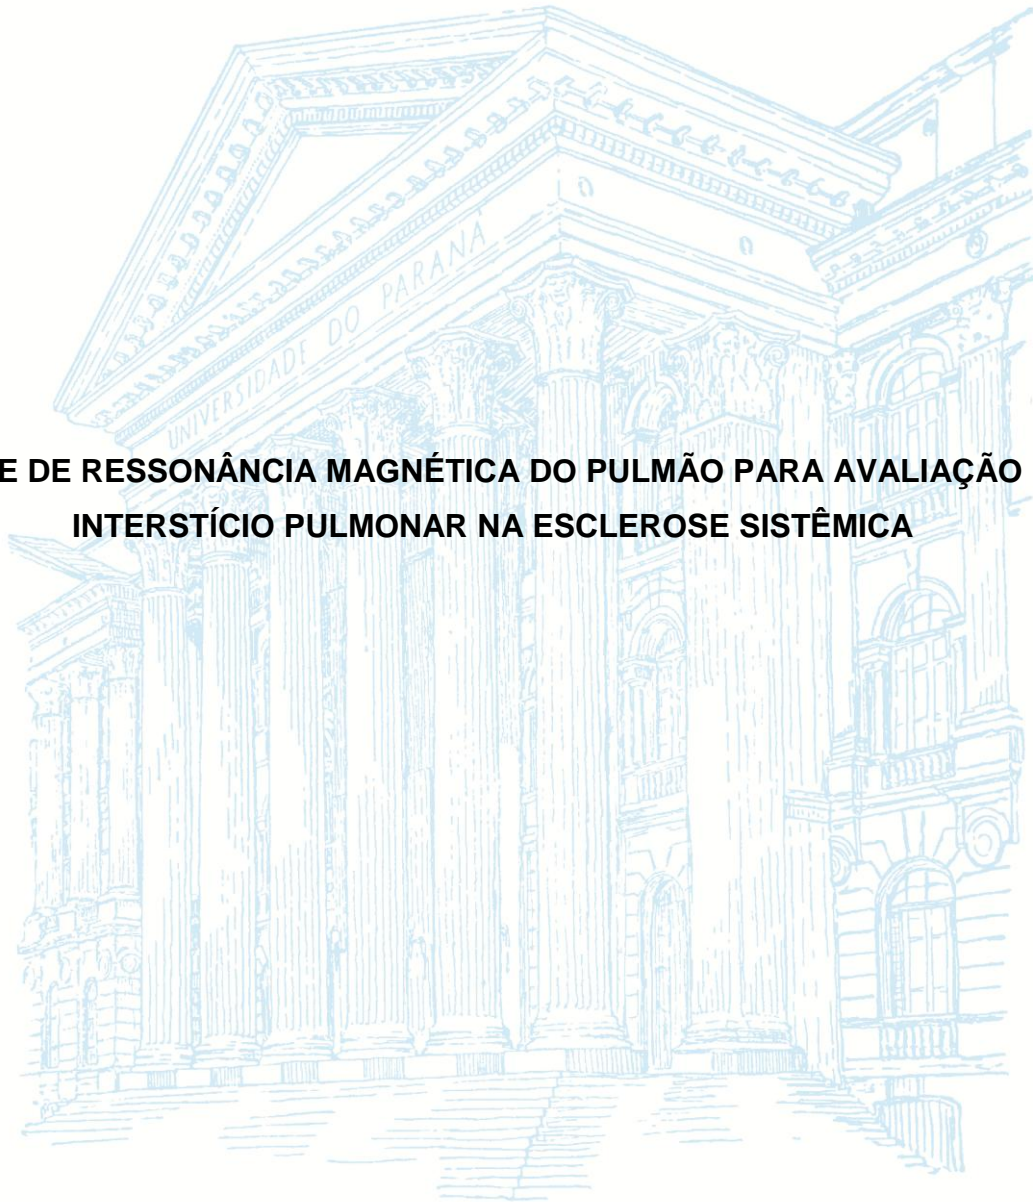 UNIVERSIDADE DO PARANÁ
E DE RESSONÂNCIA MAGNÉTICA DO PULMÃO PARA AVALIAÇÃO
INTERSTÍCIO PULMONAR NA ESCLEROSE SISTÊMICA